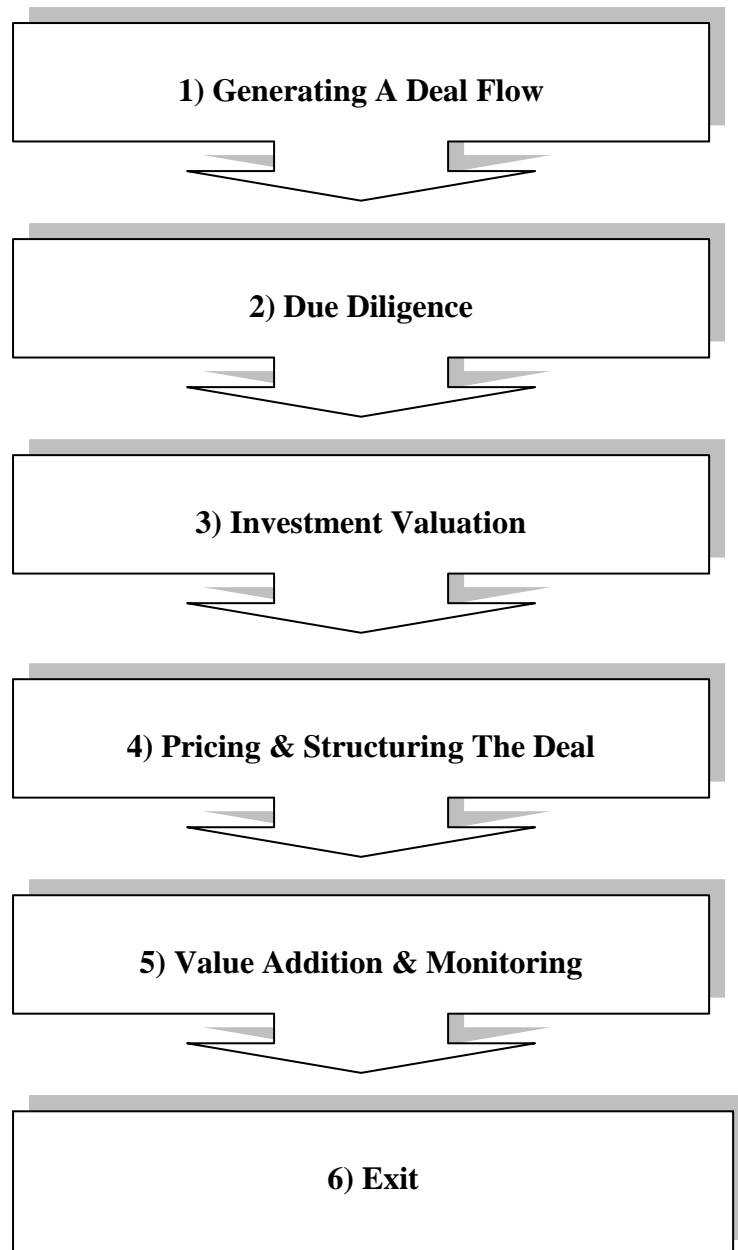 1) Generating A Deal Flow
2) Due Diligence
3) Investment Valuation
4) Pricing & Structuring The Deal
5) Value Addition & Monitoring
6) Exit